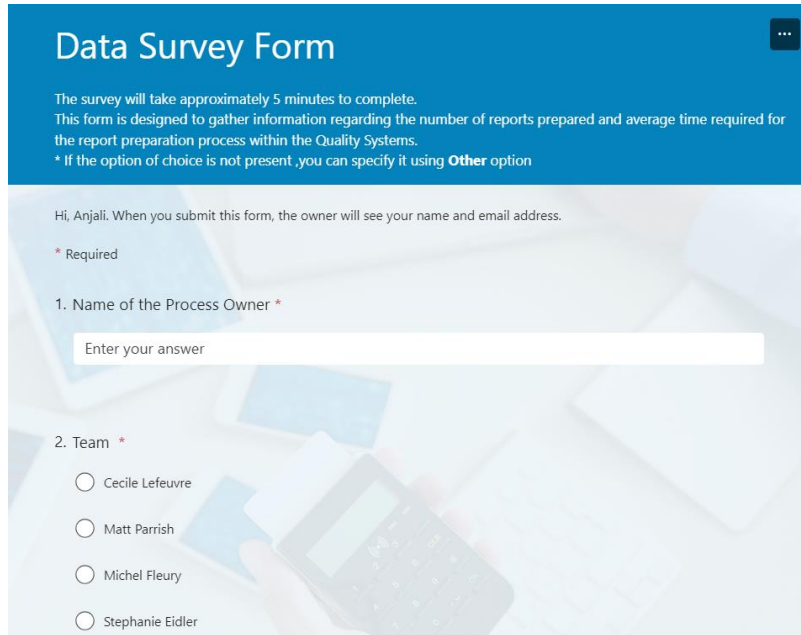 Data Survey Form
...
The survey will take approximately 5 minutes to complete.
This form is designed to gather information regarding the number of reports prepared and average time required for
the report preparation process within the Quality Systems.
* If the option of choice is not present ,you can specify it using Other option
Hi, Anjali. When you submit this form, the owner will see your name and email address.
* Required
1. Name of the Process Owner *
Enter your answer
2. Team *
Cecile Lefeuvre
Matt Parrish
Michel Fleury
Stephanie Eidler